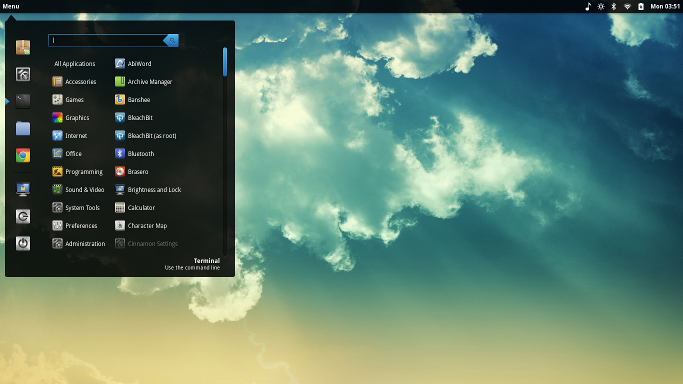 Menu
Mon 03:51
All Applications
Accessories
Games
Graphics
Internet
Office
Programming
Sound & Video
System Tools
Preferences
Administration
AbiWord
Archive Manager
Banshee
BleachBit
BleachBit (as root)
Bluetooth
Brasero
Brightness and Lock
Calculator
Character Map
Cinnamon Settings
Terminal
Use the command line